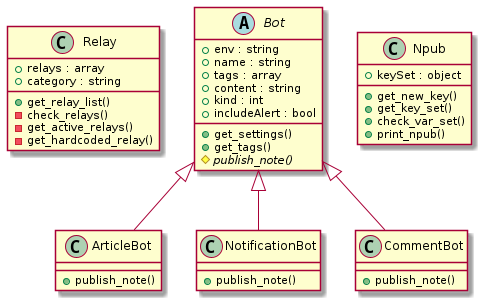 C Relay
relays : array
category : string
get_relay_list()
check_relays()
get_active_relays()
get_hardcoded_relay()
A Bot
env : string
name : string
tags : array
content : string
kind : int
includeAlert : bool
get_settings()
get_tags()
publish_note()
C Npub
keySet : object
get_new_key()
get_key_set()
check_var_set()
print_npub()
C ArticleBot
publish_note()
C NotificationBot
publish_note()
C CommentBot
publish_note()